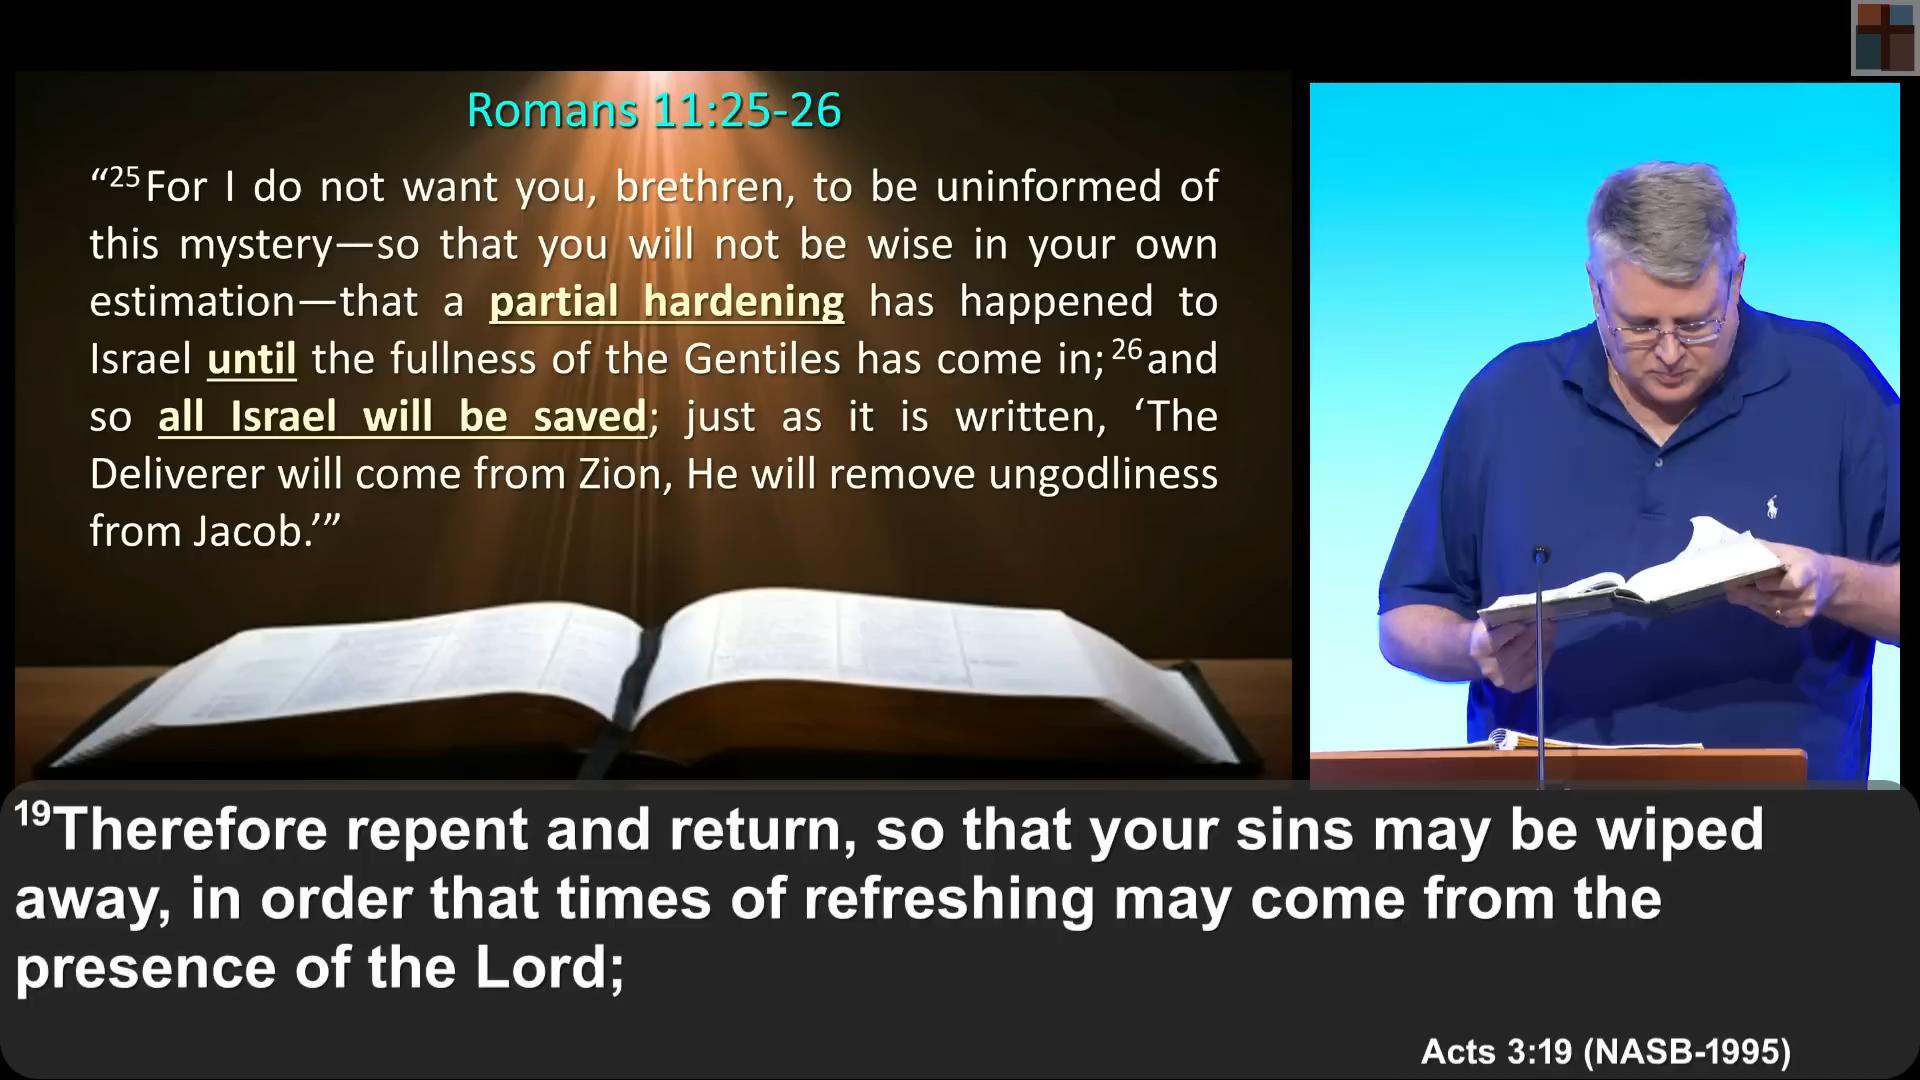 Romans 11:25-26
“25For I do not want you, brethren, to be uninformed of
this mystery—so that you will not be wise in your own
estimation—that a partial hardening has happened to
Israel until the fullness of the Gentiles has come in; 26and
so all Israel will be saved; just as it is written, ‘The
Deliverer will come from Zion, He will remove ungodliness
from Jacob.’”
19Therefore repent and return, so that your sins may be wiped
away, in order that times of refreshing may come from the
presence of the Lord;
Acts 3:19 (NASB-1995)